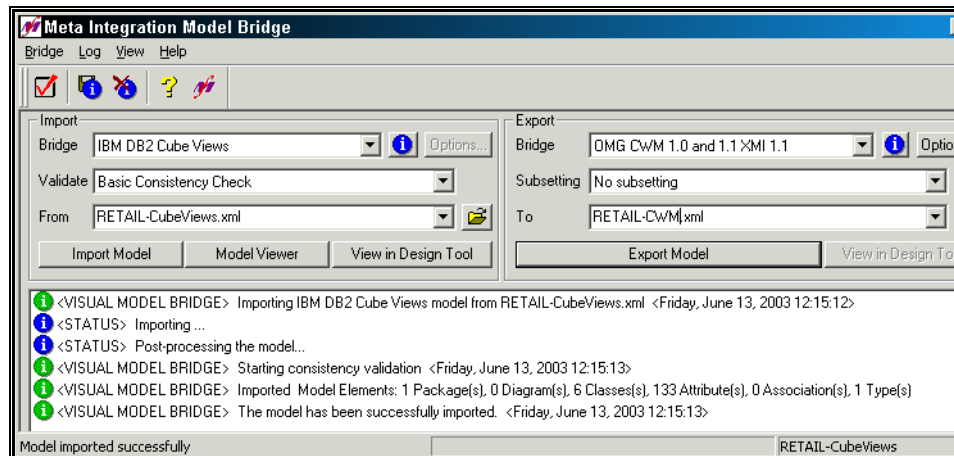 Meta Integration Model Bridge
Bridge Log View Help
Import
Bridge IBM DB2 Cube Views Options...
Validate Basic Consistency Check
From RETAIL-CubeViews.xml
Import Model Model Viewer View in Design Tool
Export
Bridge OMG CWM 1.0 and 1.1 XMI 1.1 Optio
Subsetting No subsetting
To RETAIL-CWM.xml
Export Model View in Design To
<VISUAL MODEL BRIDGE> Importing IBM DB2 Cube Views model from RETAIL-CubeViews.xml <Friday, June 13, 2003 12:15:12>
<STATUS> Importing ...
<STATUS> Post-processing the model...
<VISUAL MODEL BRIDGE> Starting consistency validation <Friday, June 13, 2003 12:15:13>
<VISUAL MODEL BRIDGE> Imported Model Elements: 1 Package(s), 0 Diagram(s), 6 Classes(s), 133 Attribute(s), 0 Association(s), 1 Type(s)
<VISUAL MODEL BRIDGE> The model has been successfully imported. <Friday, June 13, 2003 12:15:13>
Model imported successfully RETAIL-CubeViews